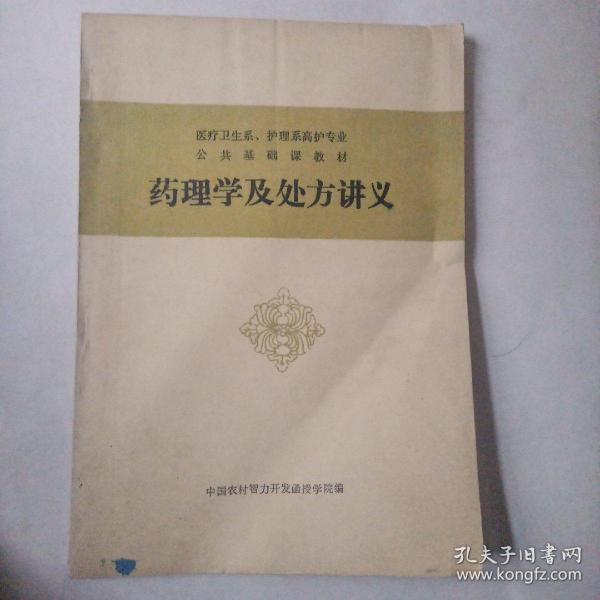 医疗卫生系、护理系高护专业
公共基础课教材
药理学及处方讲义
中国农村智力开发函授学院编
孔夫子旧书网
www.kongfz.com